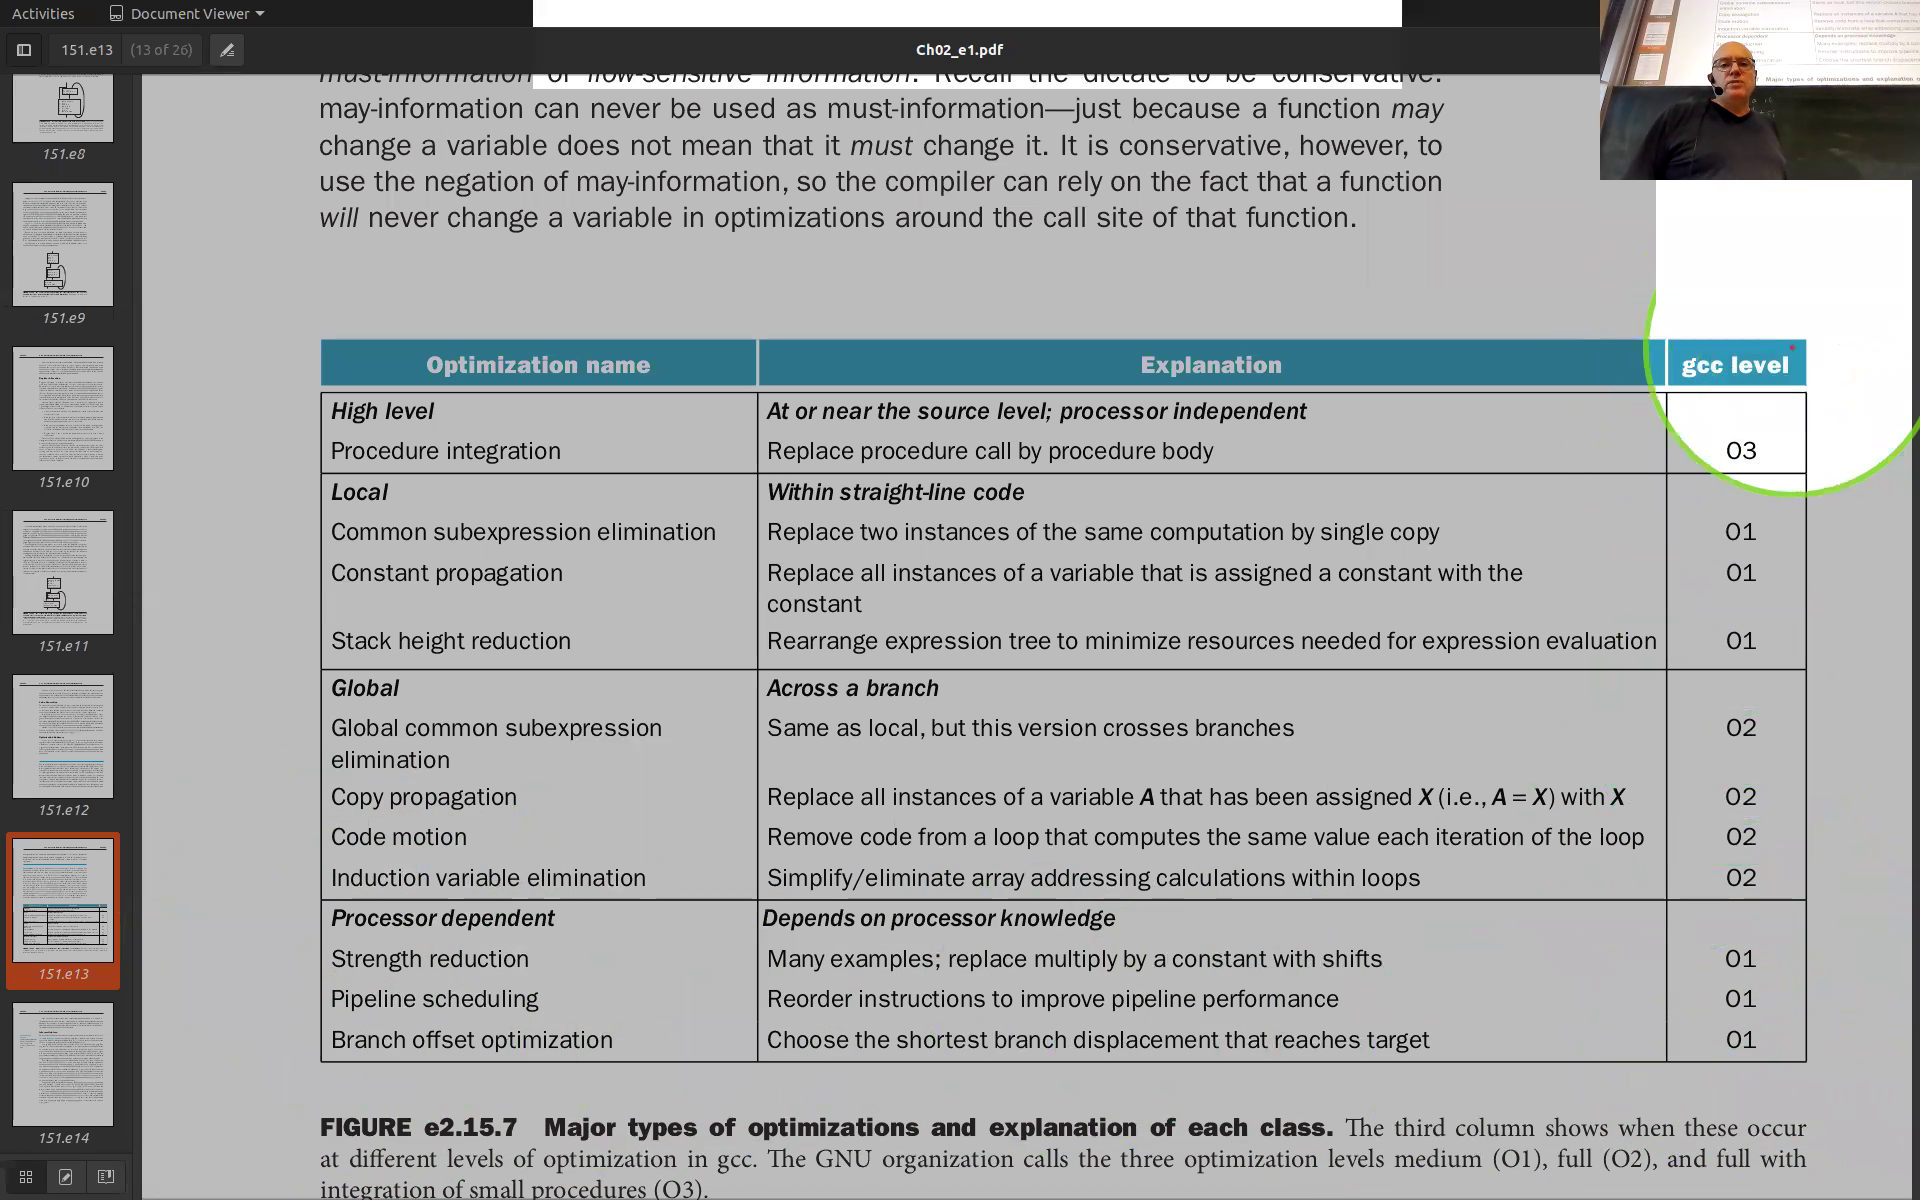 Activities
Document Viewer
151.e13
(13 of 26)
Ch02_e1.pdf
must-information or flow-sensitive information. Recall the dictate to be conservative:
may-information can never be used as must-information—just because a function may
change a variable does not mean that it must change it. It is conservative, however, to
use the negation of may-information, so the compiler can rely on the fact that a function
will never change a variable in optimizations around the call site of that function.
Optimization name Explanation gcc level
High level At or near the source level; processor independent
Procedure integration Replace procedure call by procedure body O3
Local Within straight-line code
Common subexpression elimination Replace two instances of the same computation by single copy O1
Constant propagation Replace all instances of a variable that is assigned a constant with the O1
constant
Stack height reduction Rearrange expression tree to minimize resources needed for expression evaluation O1
Global Across a branch
Global common subexpression Same as local, but this version crosses branches O2
elimination
Copy propagation Replace all instances of a variable A that has been assigned X (i.e., A = X) with X O2
Code motion Remove code from a loop that computes the same value each iteration of the loop O2
Induction variable elimination Simplify/eliminate array addressing calculations within loops O2
Processor dependent Depends on processor knowledge
Strength reduction Many examples; replace multiply by a constant with shifts O1
Pipeline scheduling Reorder instructions to improve pipeline performance O1
Branch offset optimization Choose the shortest branch displacement that reaches target O1
FIGURE e2.15.7 Major types of optimizations and explanation of each class. The third column shows when these occur
at different levels of optimization in gcc. The GNU organization calls the three optimization levels medium (O1), full (O2), and full with
integration of small procedures (O3).
151.e8
151.e9
151.e10
151.e11
151.e12
151.e13
151.e14